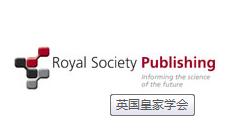 Royal Society Publishing
Informing the science
of the future
英国皇家学会